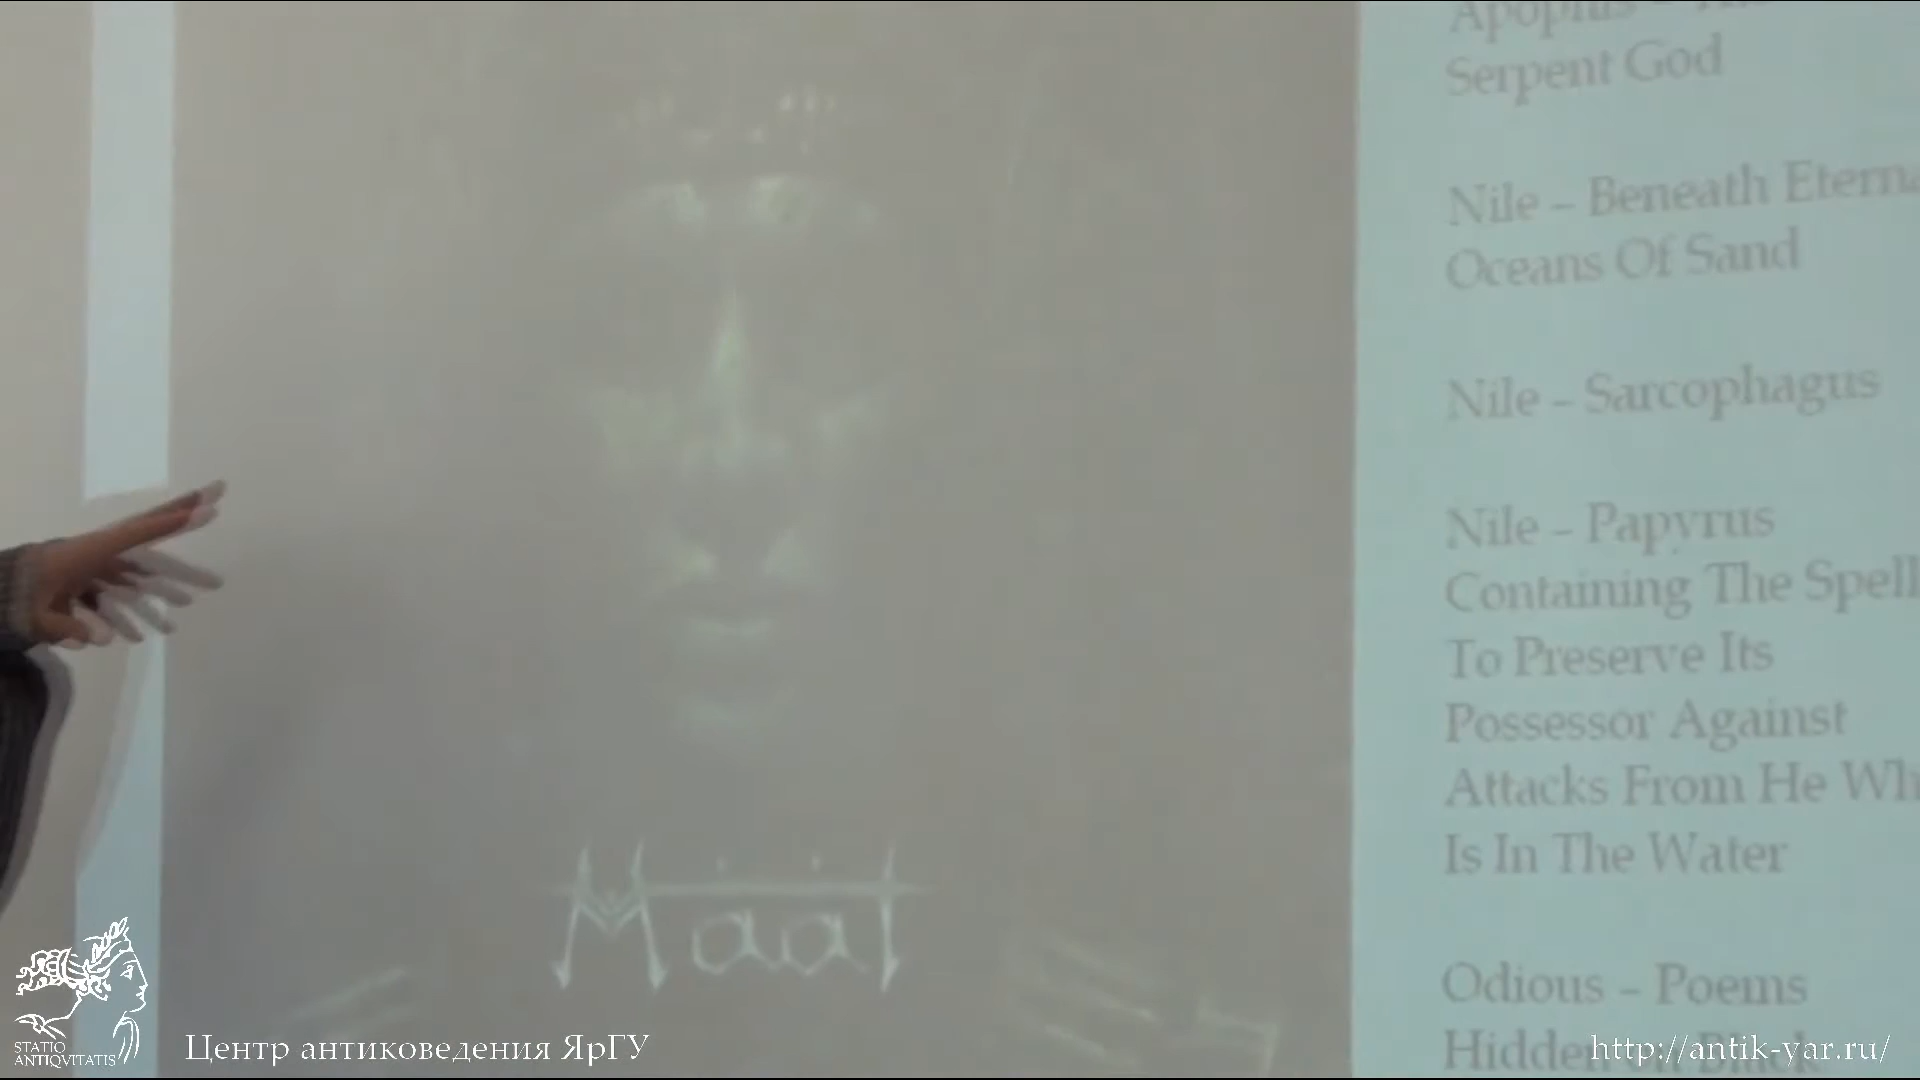 Serpent God
Nile – Beneath
Oceans Of Sand
Nile – Sarcophagus
Nile – Papyrus
Containing The
To Preserve Its
Possessor Against
Attacks From He
Is In The Water
Odious – Poems
Maat
STATIO
ANTIQVITATIS
Центр антиковедения ЯрГУ
http://antik-yar.ru/